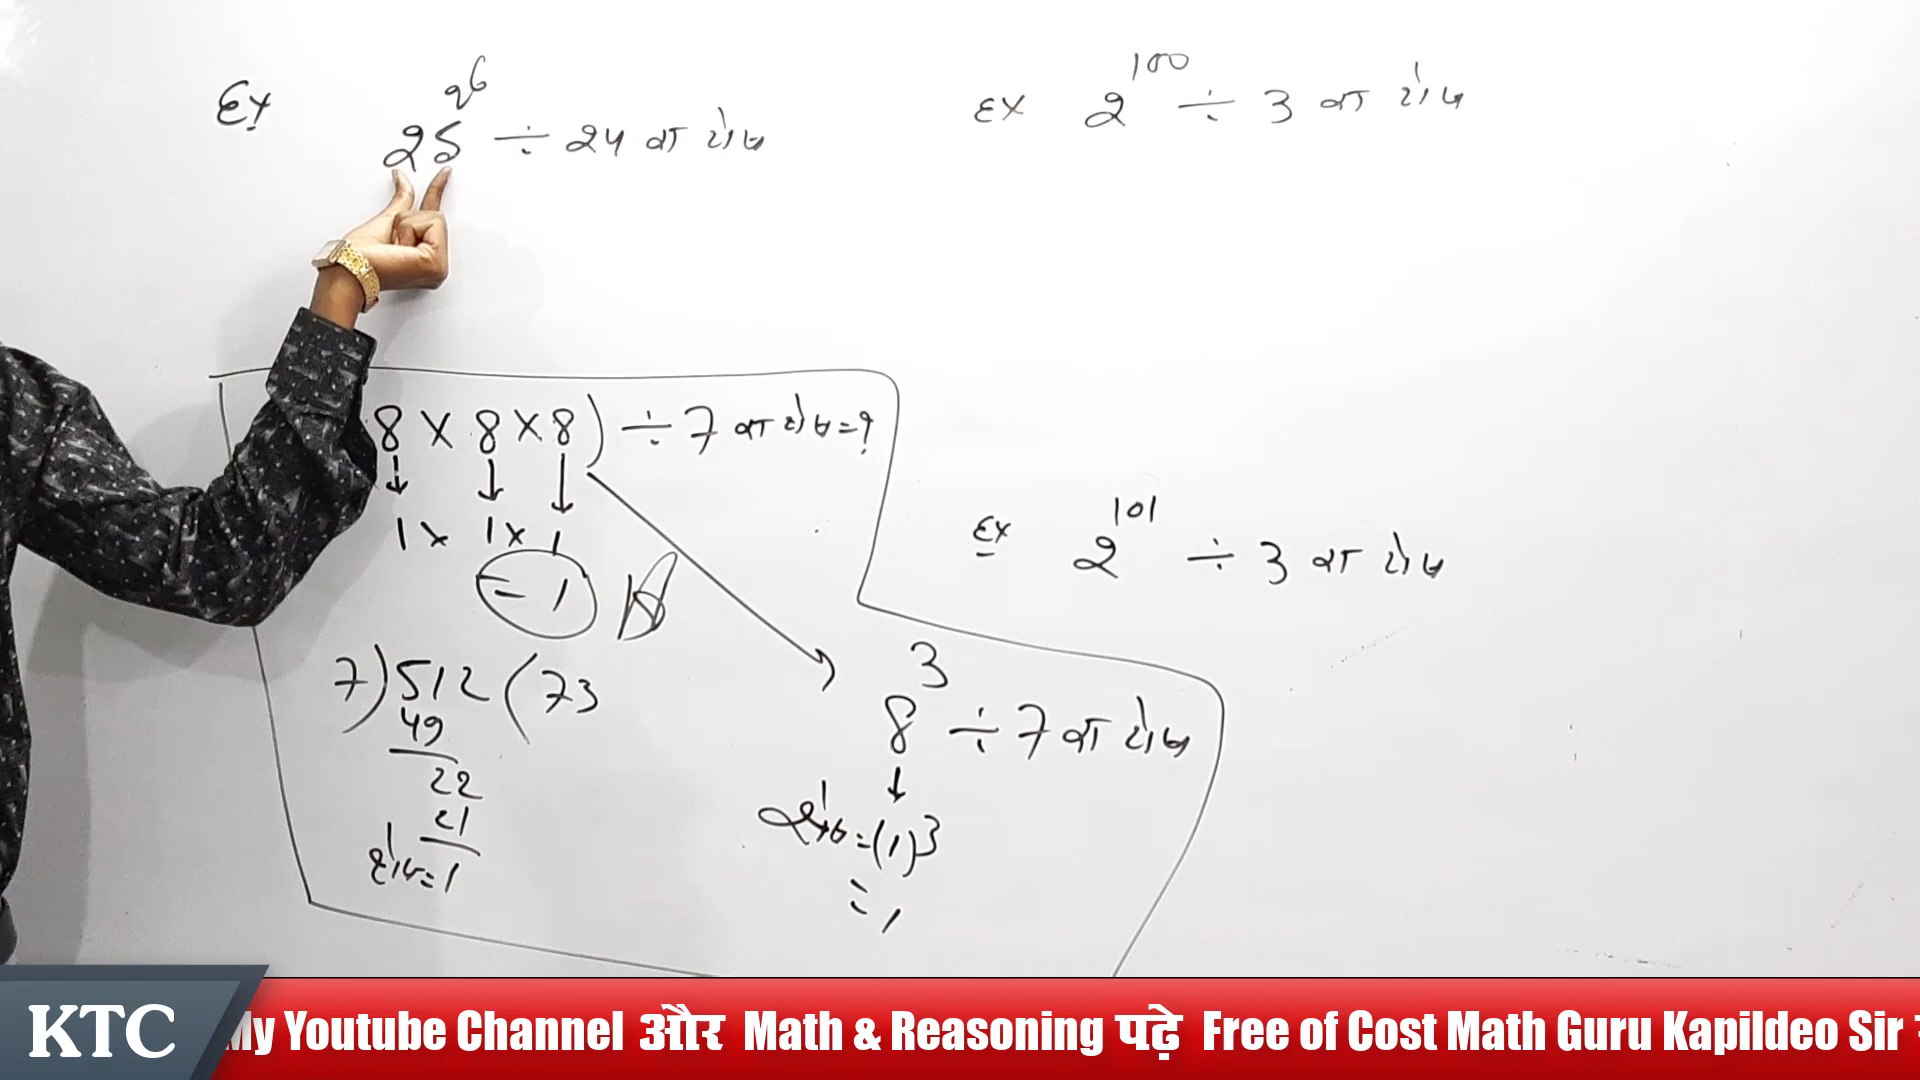 Ex 25^26 ÷ 24 का शेष
Ex 2^100 ÷ 3 का शेष
8 × 8 × 8) ÷ 7 का शेष = ?
1 × 1 × 1
= 1
7)512(73
49
22
21
शेष = 1
Ex 2^101 ÷ 3 का शेष
8^3 ÷ 7 का शेष
शेष = (1)^3
= 1
KTC
My Youtube Channel और Math & Reasoning पढ़े Free of Cost Math Guru Kapildeo Sir